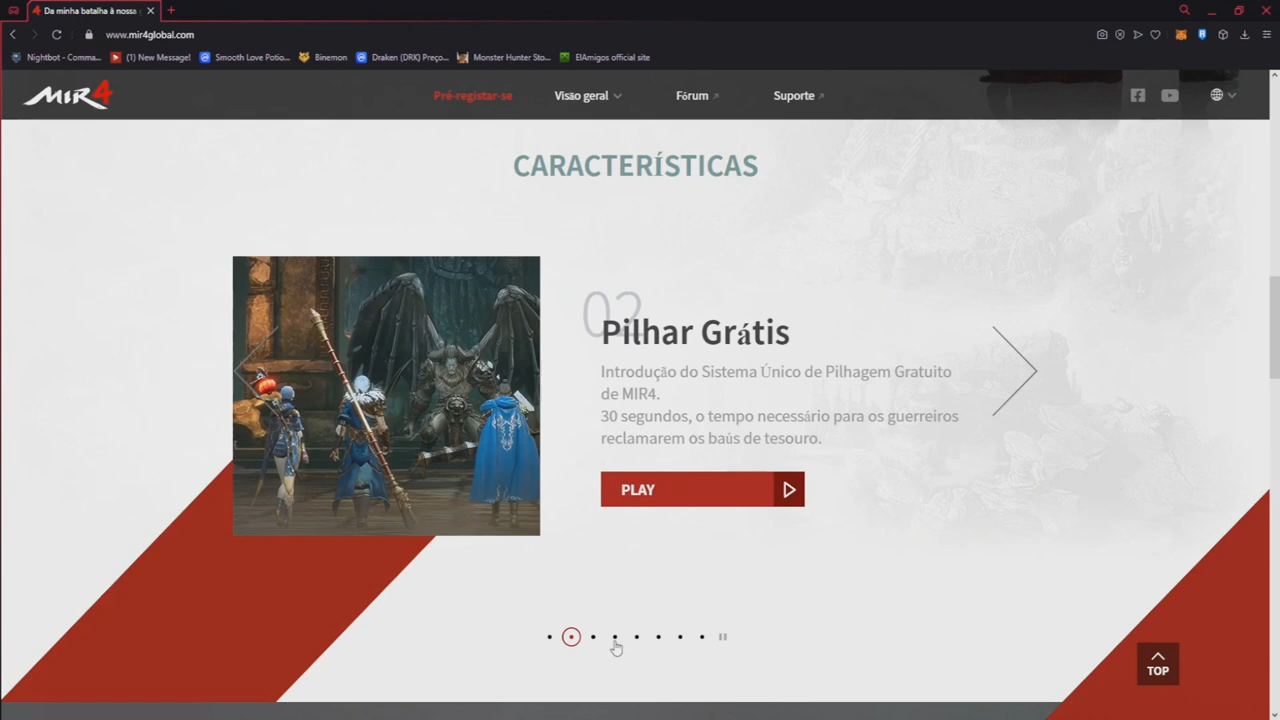 Da minha batalha à nossa
www.mir4global.com
Nightbot - Comma... (1) New Message! Smooth Love Potio... Binemon Draken (DRK) Preço... Monster Hunter Sto... ElAmigos official site
MIR4 Pré-registar-se Visão geral Fórum Suporte
CARACTERÍSTICAS
02
Pilhar Grátis
Introdução do Sistema Único de Pilhagem Gratuito
de MIR4.
30 segundos, o tempo necessário para os guerreiros
reclamarem os baús de tesouro.
PLAY
TOP